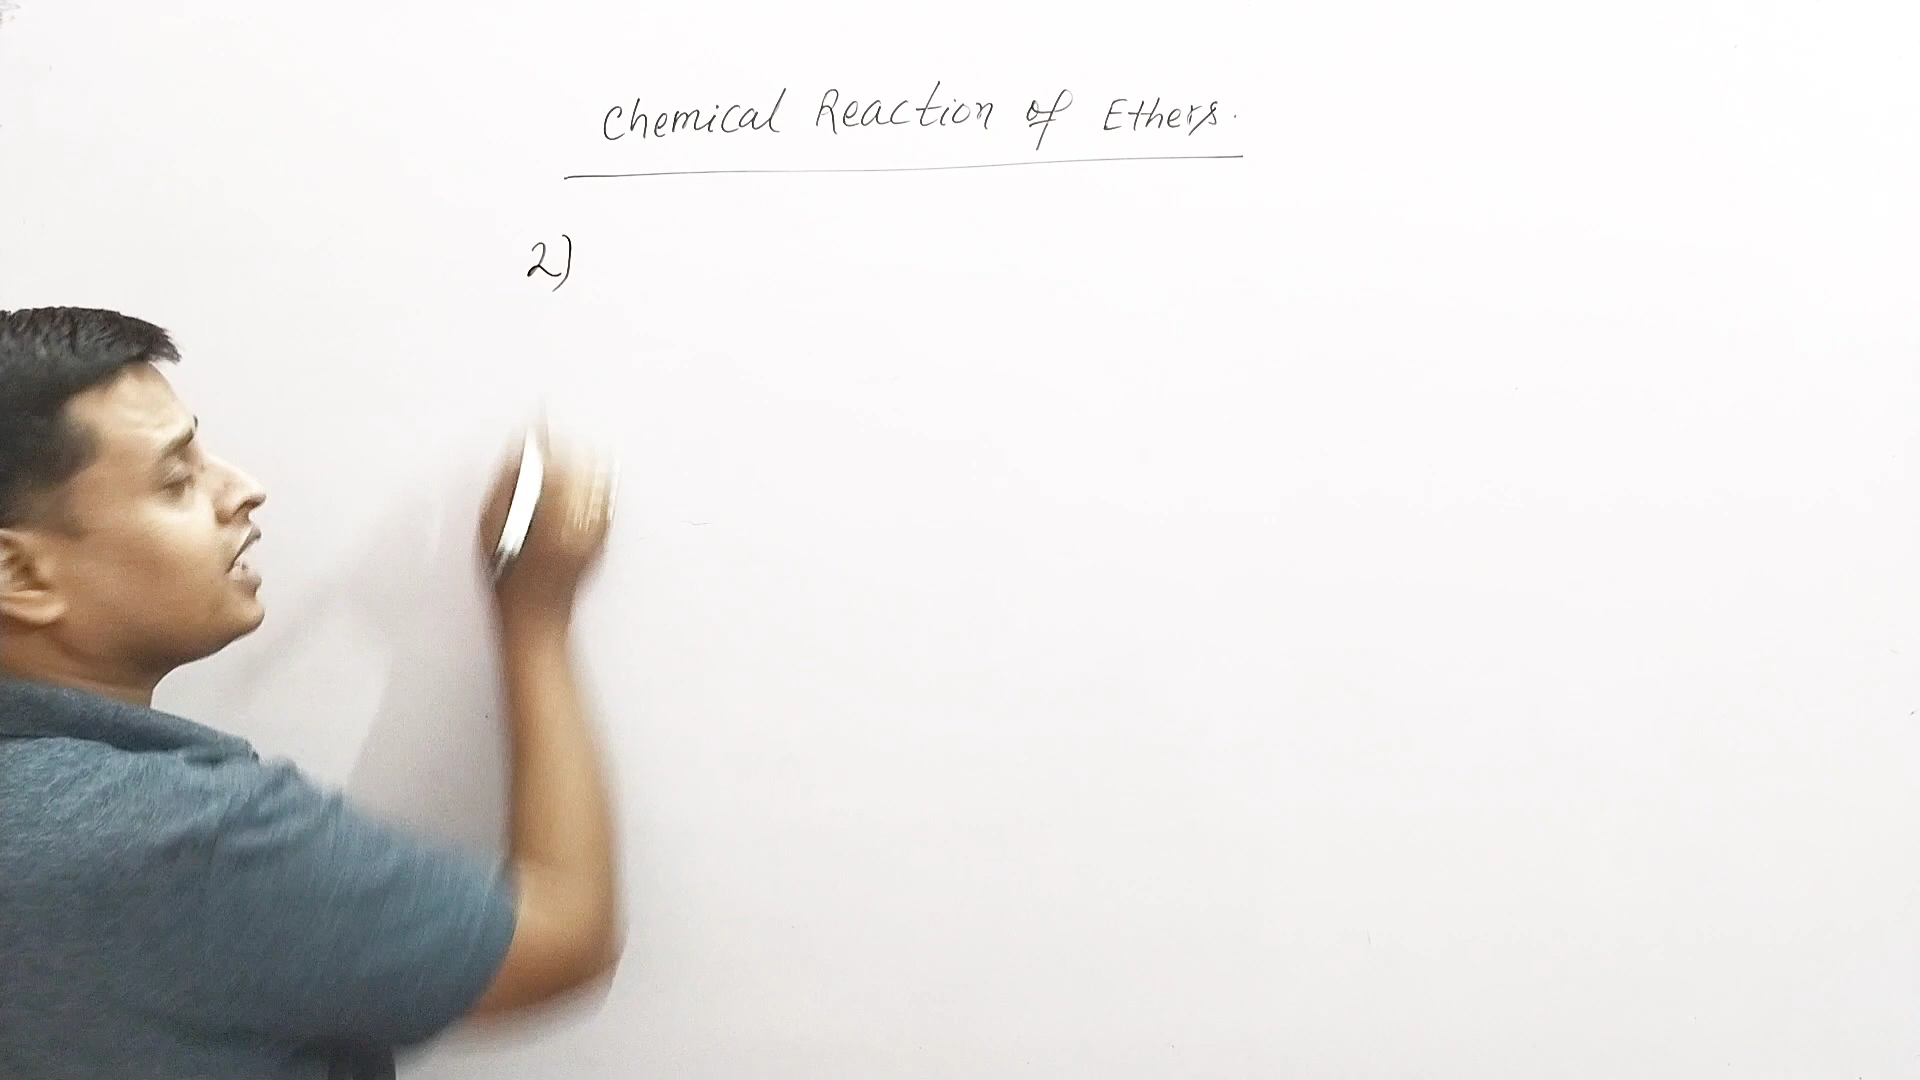 Chemical Reaction of Ethers.
2)